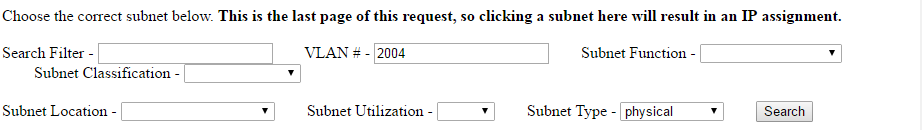 Choose the correct subnet below. This is the last page of this request, so clicking a subnet here will result in an IP assignment.
Search Filter - VLAN # - 2004 Subnet Function -
Subnet Classification -
Subnet Location - Subnet Utilization - Subnet Type - physical Search